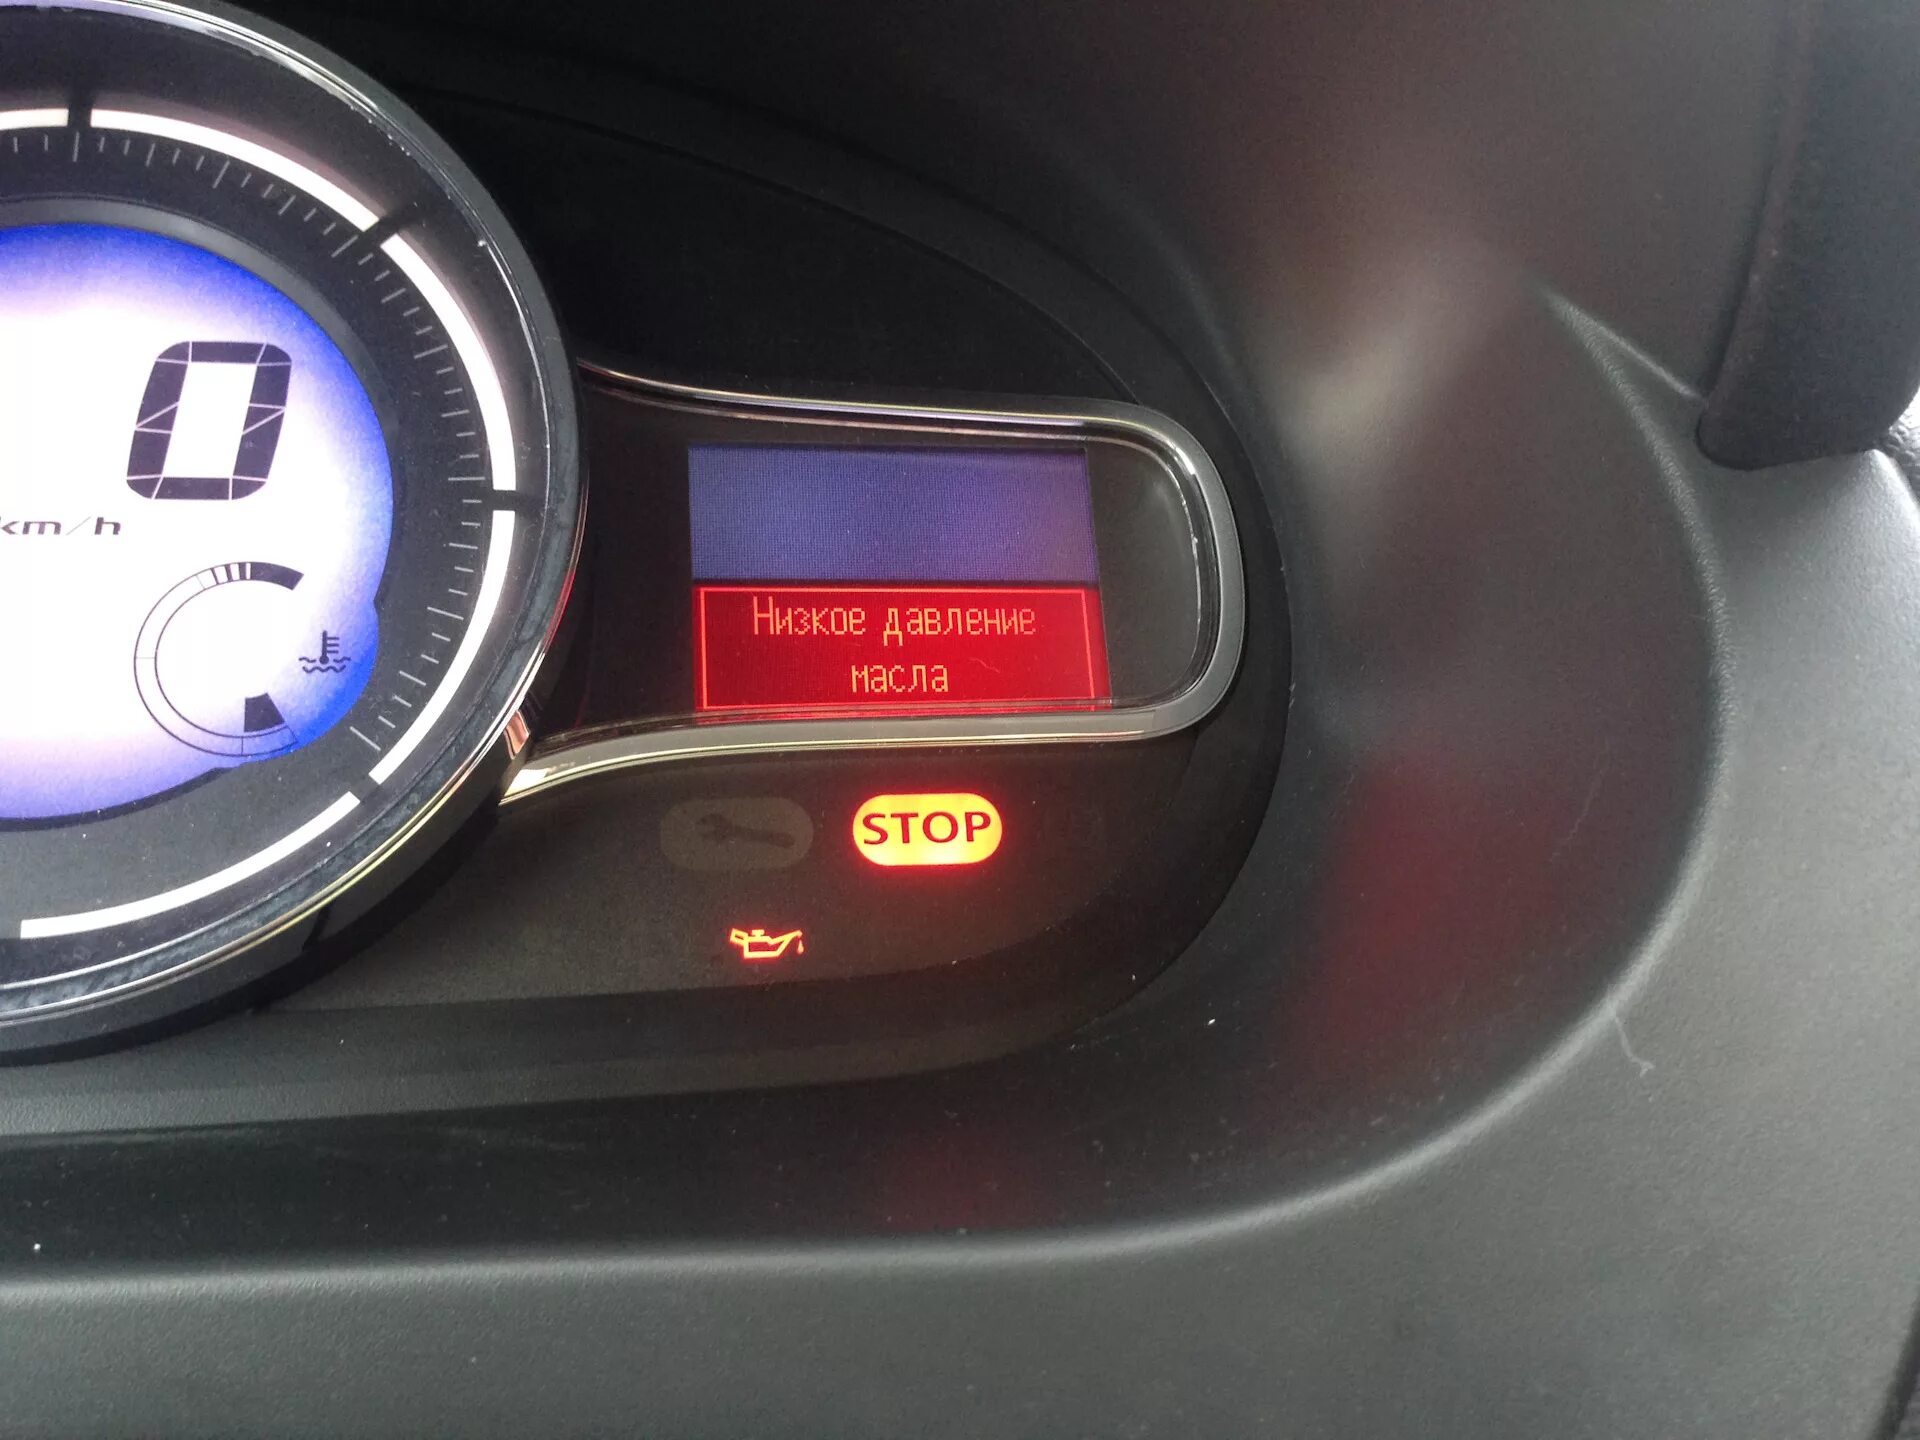 0
km/h
Низкое давление
масла
STOP